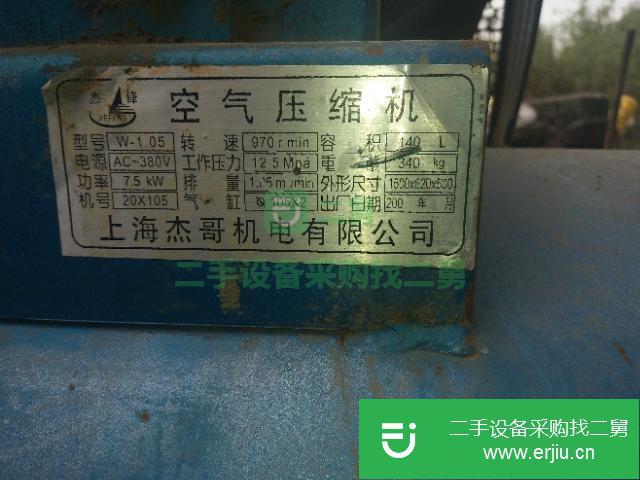 杰 锋
JIEFENG
空气压缩机
型号 W-1.05 转速 970 r min 容积 140 L
电源 AC~380V 工作压力 12.5 Mpa 重 340 kg
功率 7.5 kW 排量 1.05 m /min 外形尺寸 1500x620x500
机号 20X105 气缸 Φ 105X2 出厂日期 200 年 月
上海杰哥机电有限公司
二手设备采购找二舅
二手设备采购找二舅
www.erjiu.cn